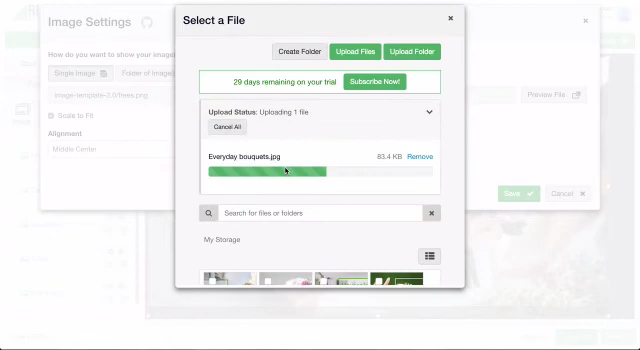 Select a File
×
Create Folder
Upload Files
Upload Folder
29 days remaining on your trial
Subscribe Now!
Upload Status: Uploading 1 file
Cancel All
Everyday bouquets.jpg
83.4 KB
Remove
Search for files or folders
×
My Storage
Image Settings
×
How do you want to show your image
Single Image
Folder of Image
image-template-2.0/trees.png
Preview File
Scale to Fit
Alignment
Middle Center
Save
Cancel ×